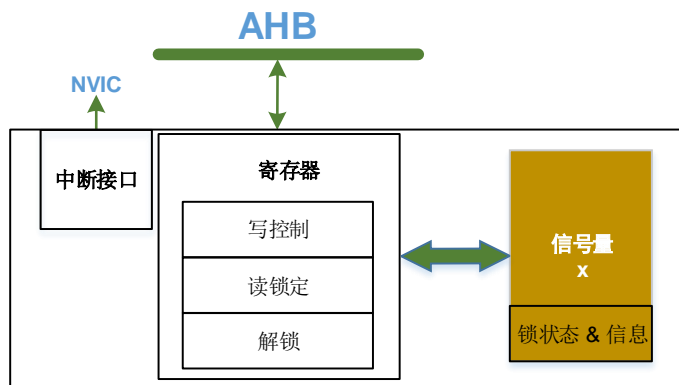 AHB
NVIC
中断接口
寄存器
写控制
读锁定
解锁
信号量
x
锁状态 & 信息